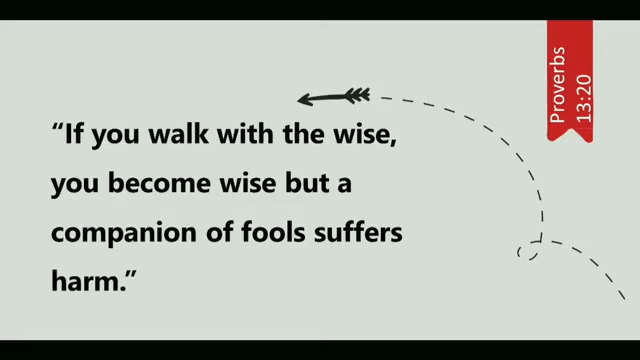 “If you walk with the wise,
you become wise but a
companion of fools suffers
harm.”
Proverbs
13:20